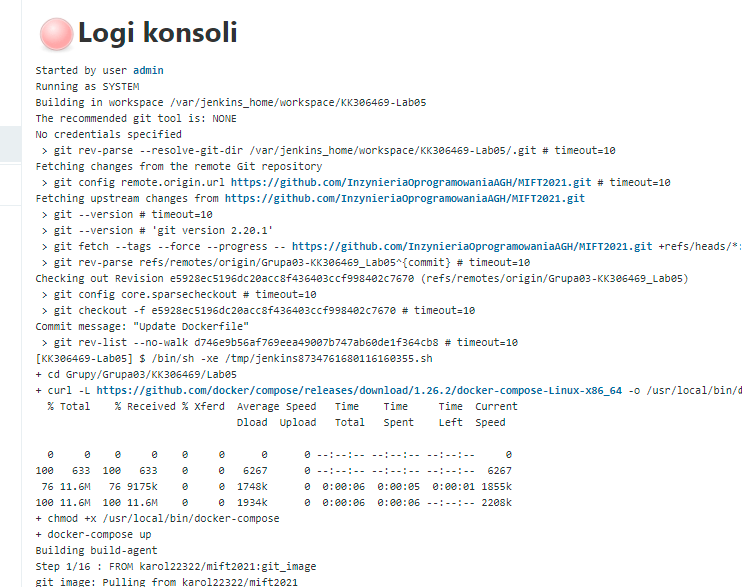 Logi konsoli
Started by user admin
Running as SYSTEM
Building in workspace /var/jenkins_home/workspace/KK306469-Lab05
The recommended git tool is: NONE
No credentials specified
> git rev-parse --resolve-git-dir /var/jenkins_home/workspace/KK306469-Lab05/.git # timeout=10
Fetching changes from the remote Git repository
> git config remote.origin.url https://github.com/InzynieriaOprogramowaniaAGH/MIFT2021.git # timeout=10
Fetching upstream changes from https://github.com/InzynieriaOprogramowaniaAGH/MIFT2021.git
> git --version # timeout=10
> git --version # 'git version 2.20.1'
> git fetch --tags --force --progress -- https://github.com/InzynieriaOprogramowaniaAGH/MIFT2021.git +refs/heads/*:
> git rev-parse refs/remotes/origin/Grupa03-KK306469_Lab05^{commit} # timeout=10
Checking out Revision e5928ec5196dc20acc8f436403ccf998402c7670 (refs/remotes/origin/Grupa03-KK306469_Lab05)
> git config core.sparsecheckout # timeout=10
> git checkout -f e5928ec5196dc20acc8f436403ccf998402c7670 # timeout=10
Commit message: "Update Dockerfile"
> git rev-list --no-walk d746e9b56af769eea49007b747ab60de1f364cb8 # timeout=10
[KK306469-Lab05] $ /bin/sh -xe /tmp/jenkins8734761680116160355.sh
+ cd Grupy/Grupa03/KK306469/Lab05
+ curl -L https://github.com/docker/compose/releases/download/1.26.2/docker-compose-Linux-x86_64 -o /usr/local/bin/d
% Total % Received % Xferd Average Speed Time Time Time Current
Dload Upload Total Spent Left Speed
0 0 0 0 0 0 0 0 --:--:-- --:--:-- --:--:-- 0
100 633 100 633 0 0 6267 0 --:--:-- --:--:-- --:--:-- 6267
76 11.6M 76 9175k 0 0 1748k 0 0:00:06 0:00:05 0:00:01 1855k
100 11.6M 100 11.6M 0 0 1934k 0 0:00:06 0:00:06 --:--:-- 2208k
+ chmod +x /usr/local/bin/docker-compose
+ docker-compose up
Building build-agent
Step 1/16 : FROM karol22322/mift2021:git_image
git_image: Pulling from karol22322/mift2021